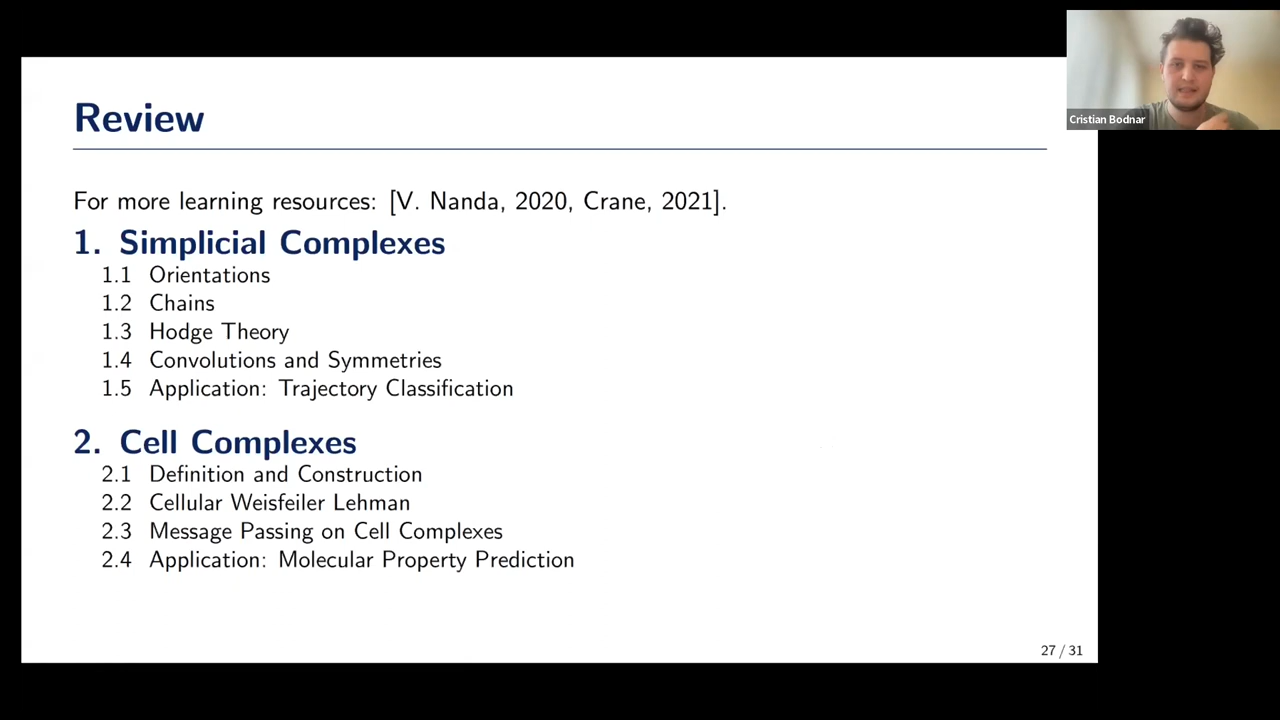 Review
For more learning resources: [V. Nanda, 2020, Crane, 2021].
1. Simplicial Complexes
1.1 Orientations
1.2 Chains
1.3 Hodge Theory
1.4 Convolutions and Symmetries
1.5 Application: Trajectory Classification
2. Cell Complexes
2.1 Definition and Construction
2.2 Cellular Weisfeiler Lehman
2.3 Message Passing on Cell Complexes
2.4 Application: Molecular Property Prediction
27 / 31
Cristian Bodnar